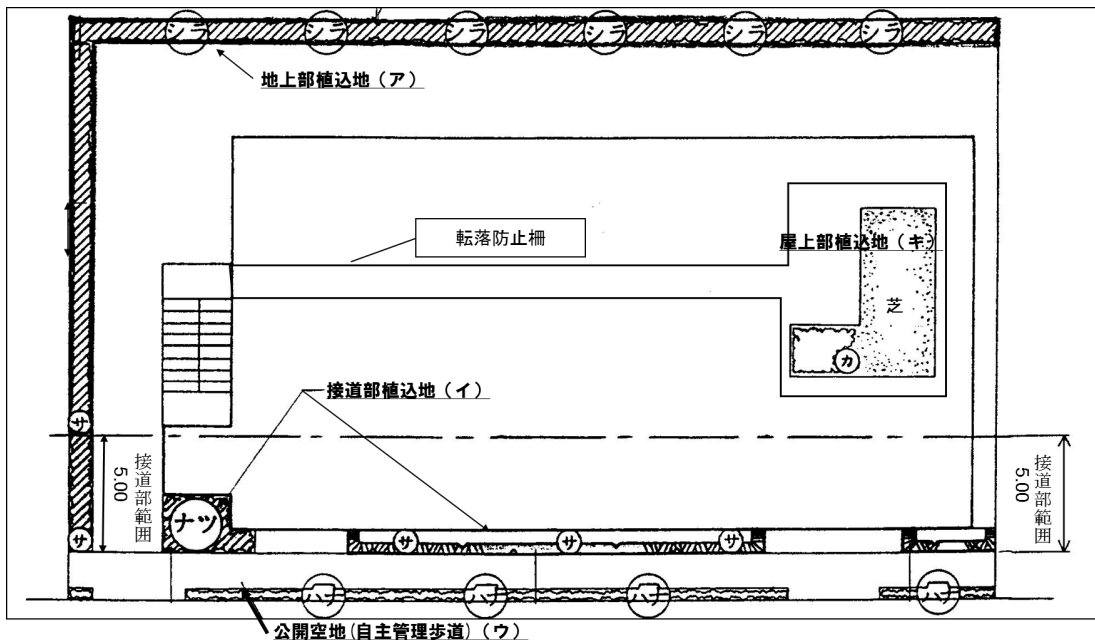 シラ シラ シラ シラ シラ シラ
地上部植込地（ア）
転落防止柵
屋上部植込地（キ）
芝
カ
接道部植込地（イ）
サ
接道部範囲
5.00
接道部範囲
5.00
ナツ
サ サ サ サ
ハナ ハナ ハナ ハナ
公開空地(自主管理歩道)（ウ）